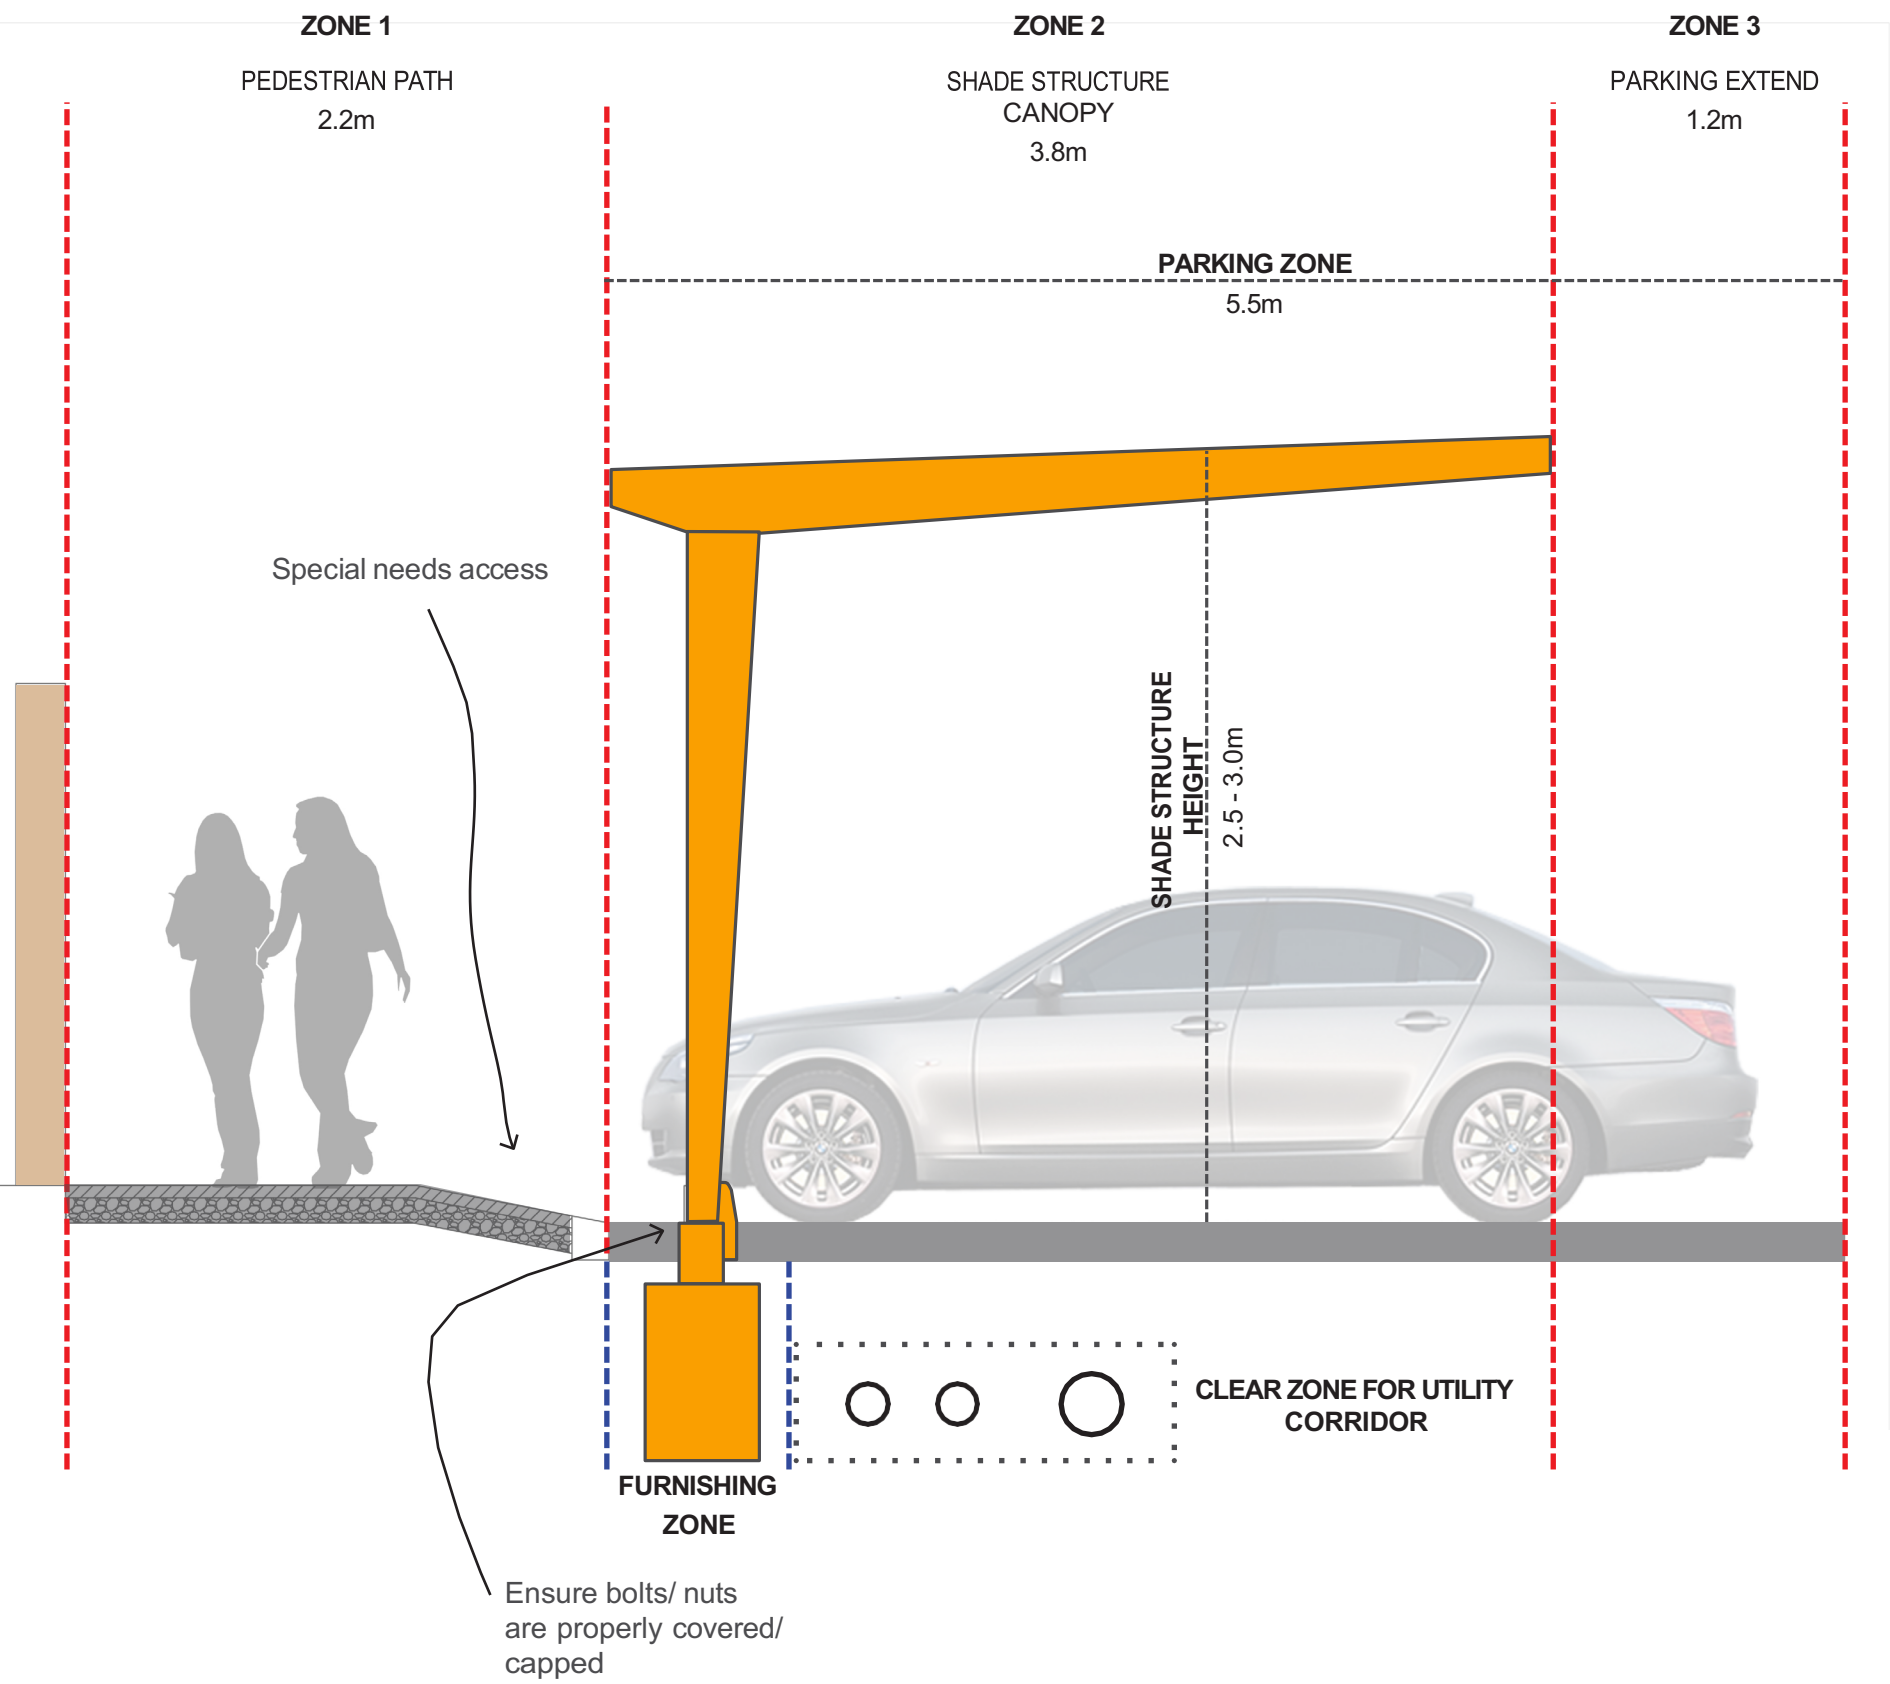 ZONE 1
PEDESTRIAN PATH
2.2m
ZONE 2
SHADE STRUCTURE
CANOPY
3.8m
ZONE 3
PARKING EXTEND
1.2m
PARKING ZONE
5.5m
Special needs access
SHADE STRUCTURE
HEIGHT
2.5 - 3.0m
CLEAR ZONE FOR UTILITY
CORRIDOR
FURNISHING
ZONE
Ensure bolts/ nuts
are properly covered/
capped